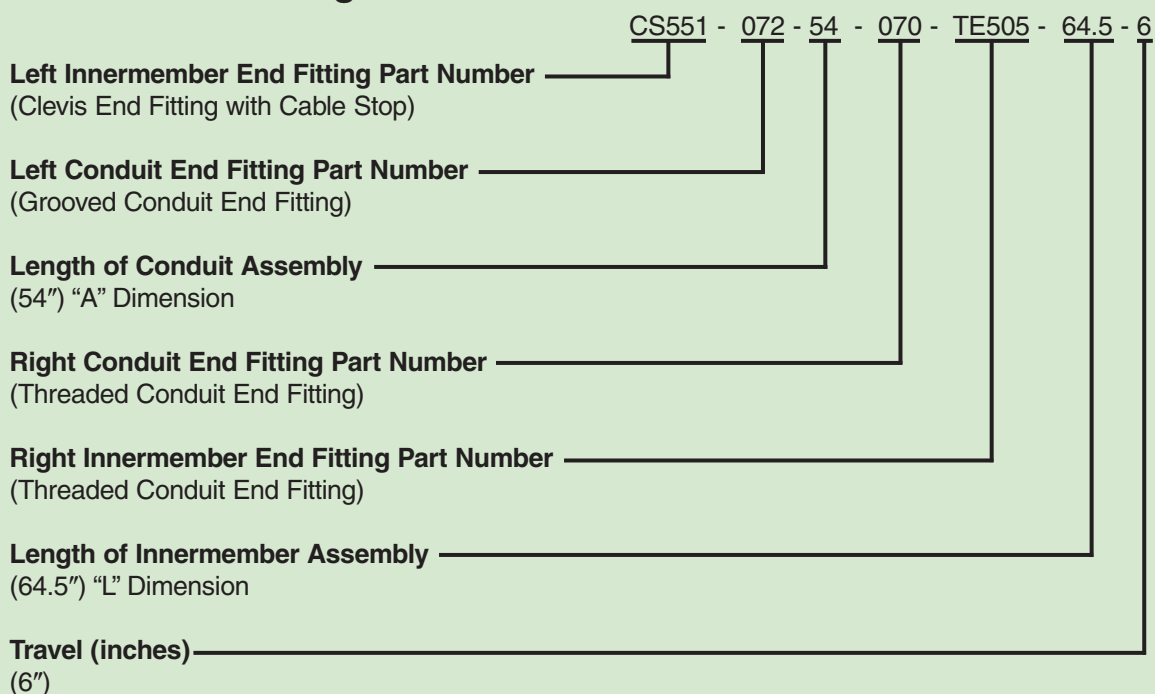 CS551 - 072 - 54 - 070 - TE505 - 64.5 - 6
Left Innermember End Fitting Part Number
(Clevis End Fitting with Cable Stop)
Left Conduit End Fitting Part Number
(Grooved Conduit End Fitting)
Length of Conduit Assembly
(54″) “A” Dimension
Right Conduit End Fitting Part Number
(Threaded Conduit End Fitting)
Right Innermember End Fitting Part Number
(Threaded Conduit End Fitting)
Length of Innermember Assembly
(64.5″) “L” Dimension
Travel (inches)
(6″)